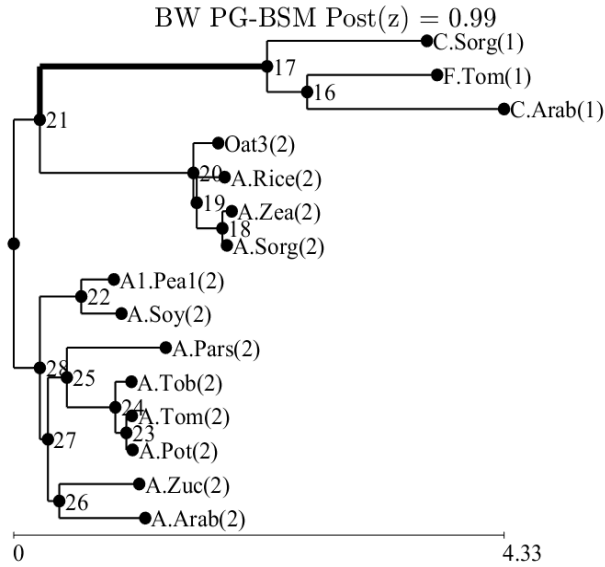 BW PG-BSM Post(z) = 0.99
C.Sorg(1)
17
F.Tom(1)
16
C.Arab(1)
21
Oat3(2)
20
A.Rice(2)
19
A.Zea(2)
18
A.Sorg(2)
A1.Pea1(2)
22
A.Soy(2)
A.Pars(2)
28
25
A.Tob(2)
24
A.Tom(2)
23
27
A.Pot(2)
A.Zuc(2)
26
A.Arab(2)
0 4.33